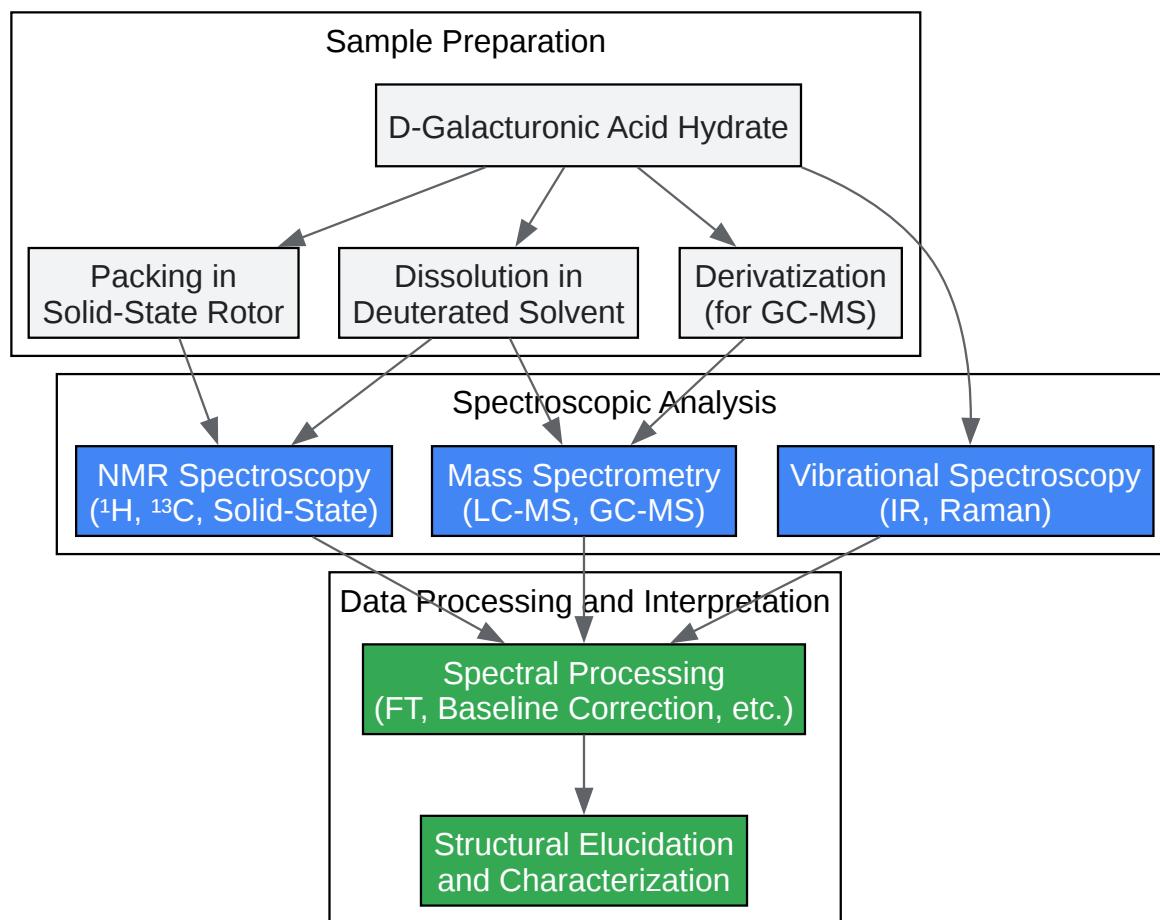 Sample Preparation
D-Galacturonic Acid Hydrate
Packing in
Solid-State Rotor
Dissolution in
Deuterated Solvent
Derivatization
(for GC-MS)
Spectroscopic Analysis
NMR Spectroscopy
(¹H, ¹³C, Solid-State)
Mass Spectrometry
(LC-MS, GC-MS)
Vibrational Spectroscopy
(IR, Raman)
Data Processing and Interpretation
Spectral Processing
(FT, Baseline Correction, etc.)
Structural Elucidation
and Characterization